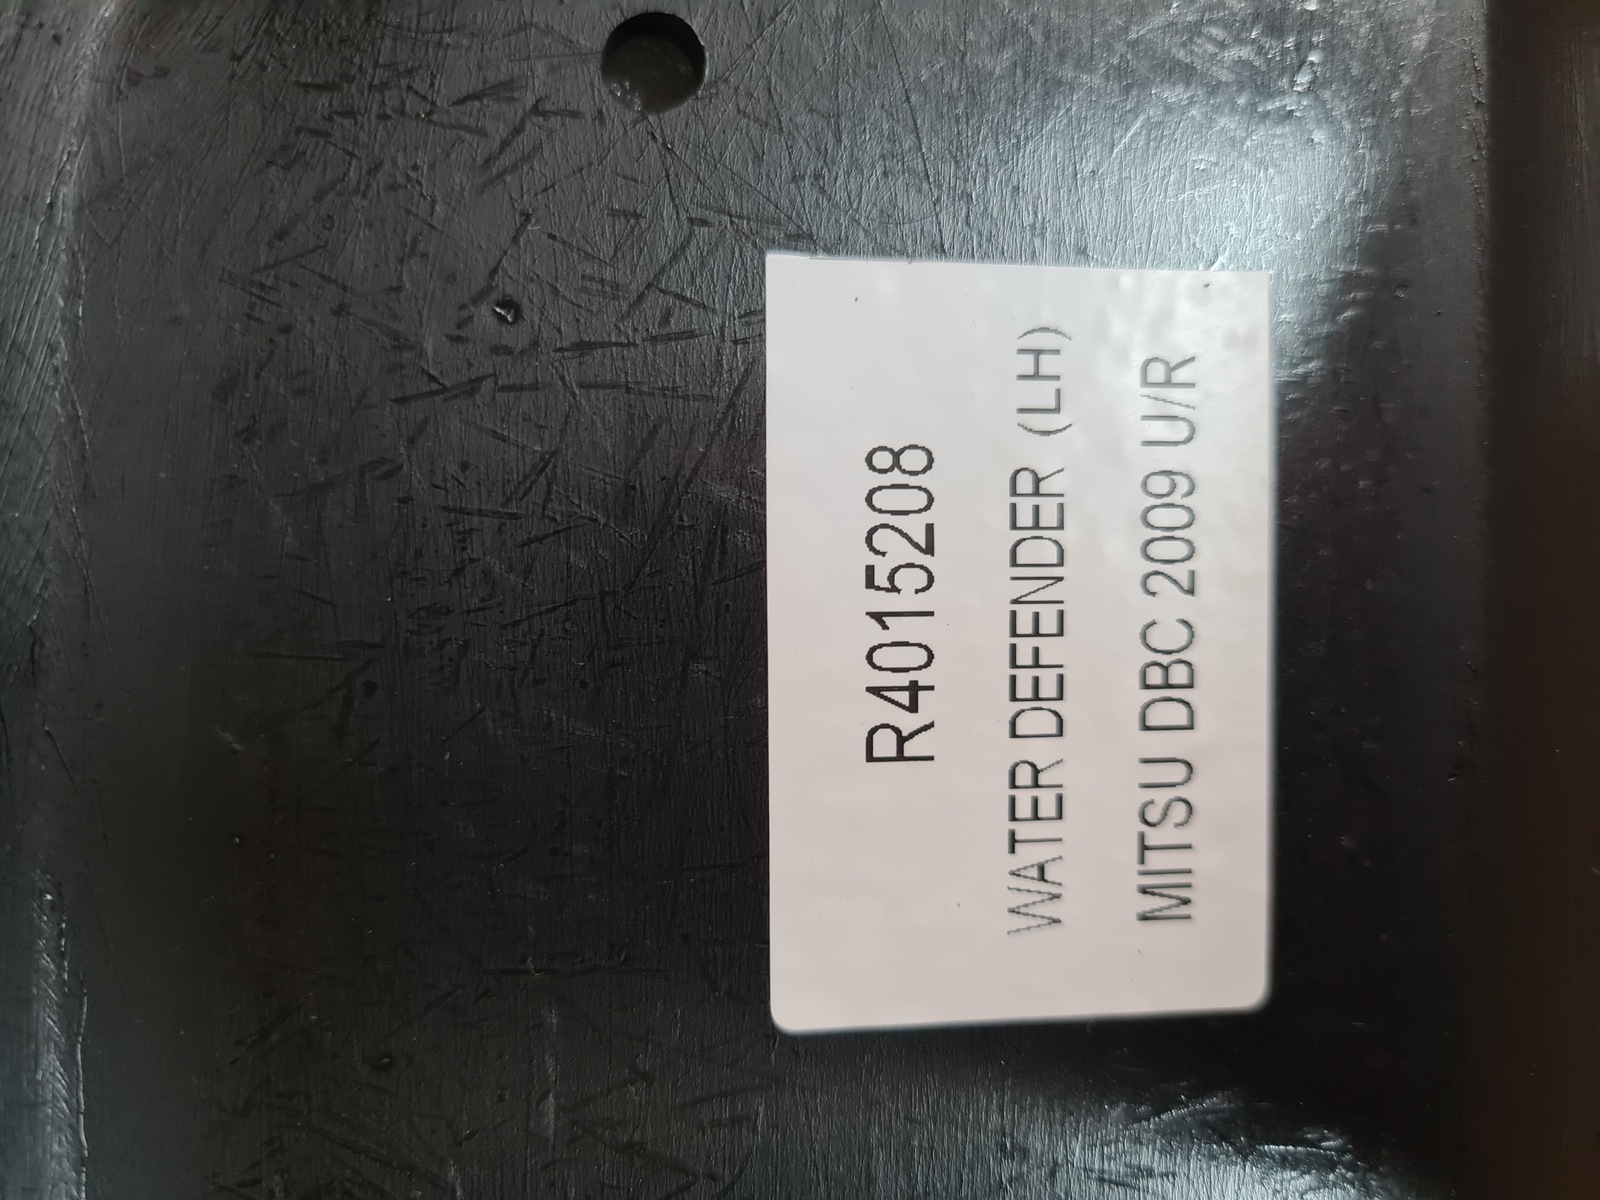 R4015208
WATER DEFENDER (LH)
MITSU DBC 2009 U/R